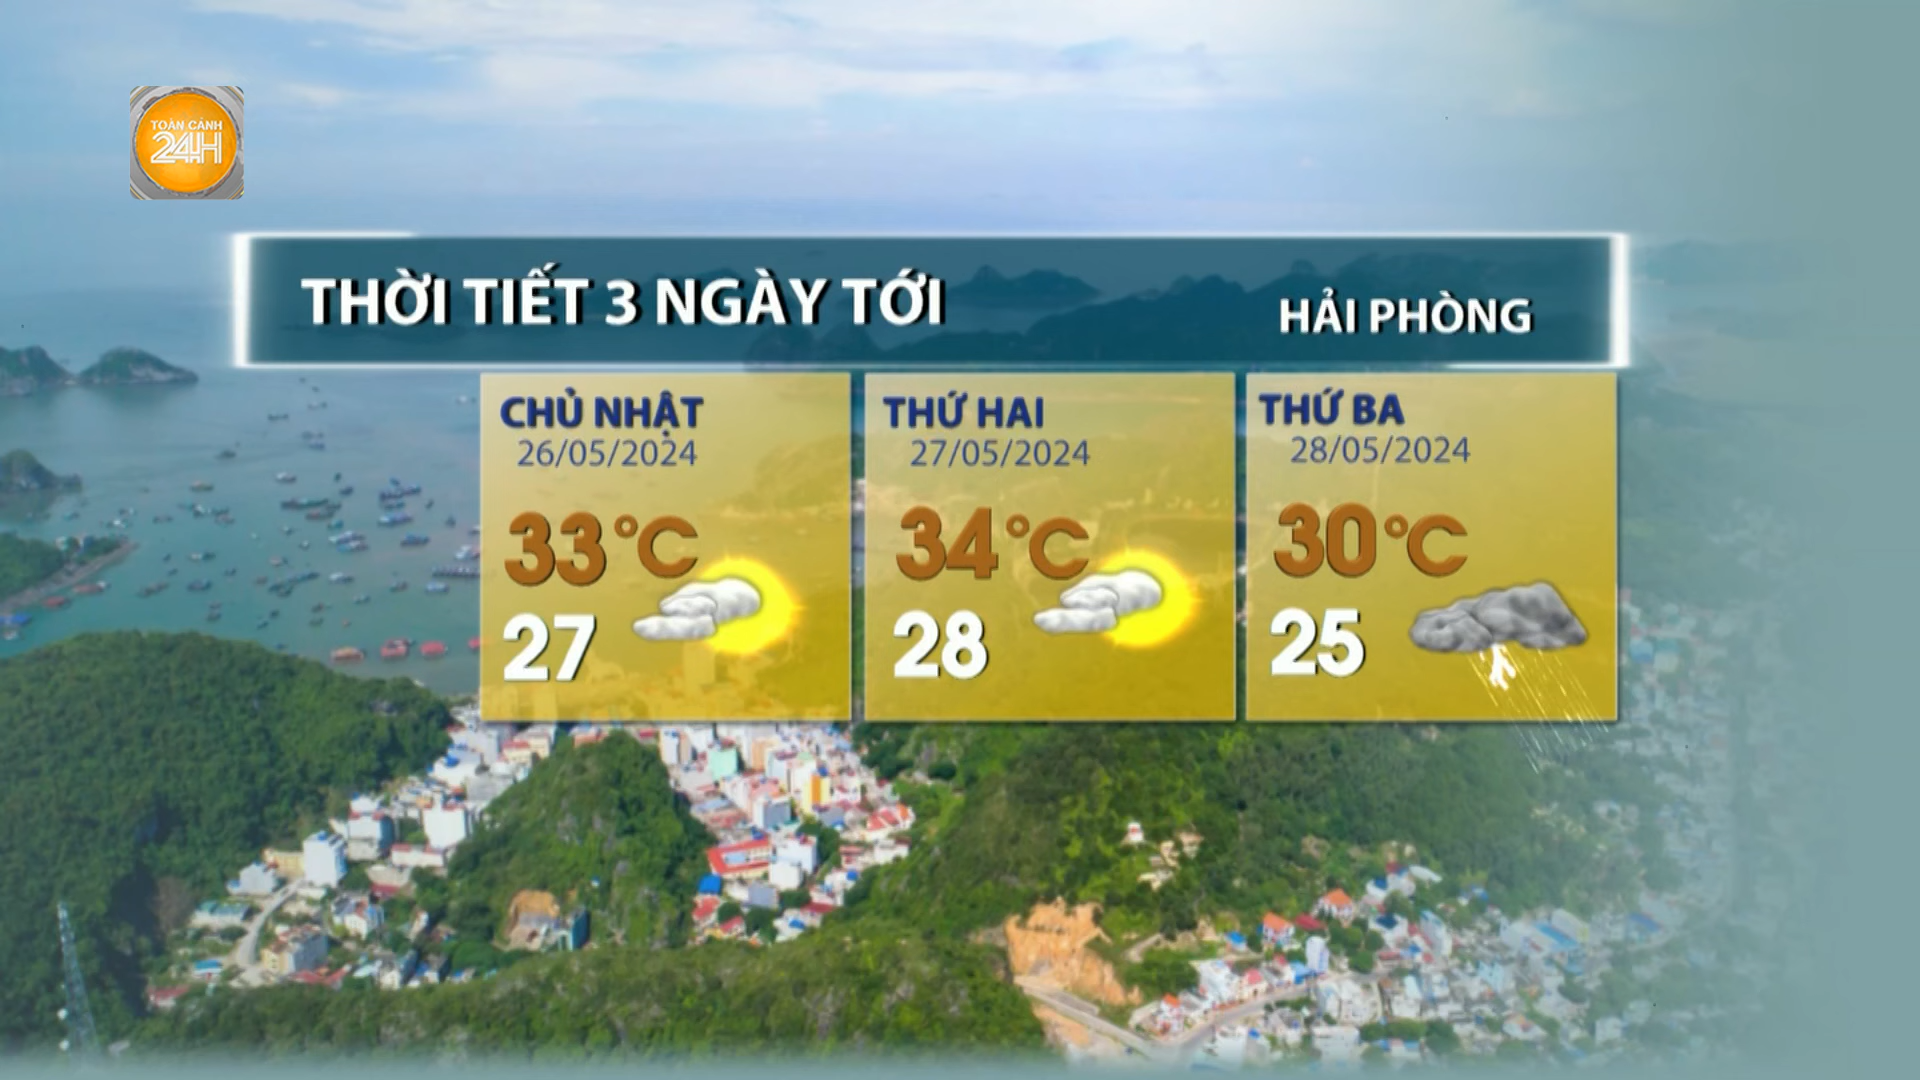 TOÀN CẢNH
24H
THỜI TIẾT 3 NGÀY TỚI
HẢI PHÒNG
CHỦ NHẬT
26/05/2024
33°C
27
THỨ HAI
27/05/2024
34°C
28
THỨ BA
28/05/2024
30°C
25